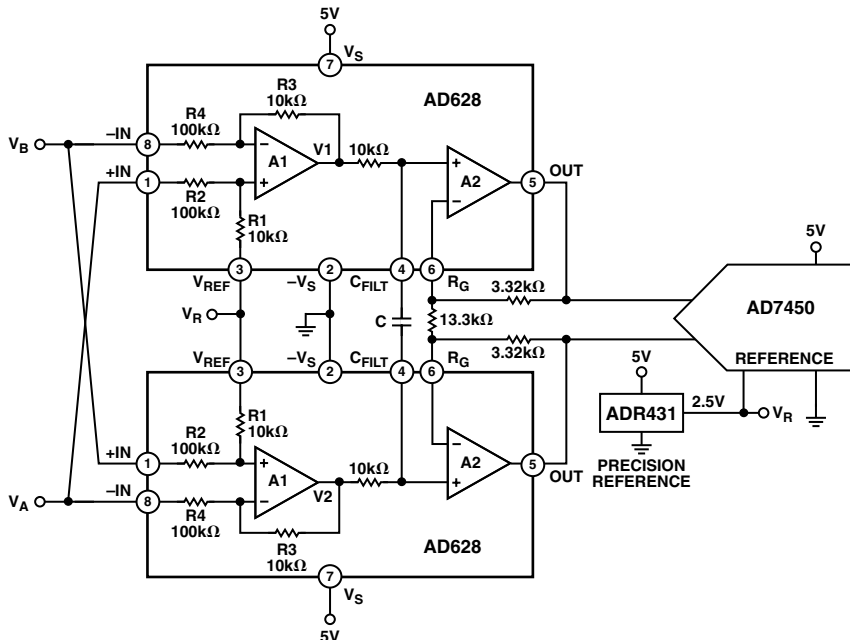 5V
VS
7
R3
10kΩ
AD628
R4
100kΩ
VB
–IN
8
–
A1
V1
10kΩ
+
A2
OUT
5
+IN
1
+
–
R2
100kΩ
R1
10kΩ
3
2
4
6
VREF
–VS
CFILT
RG
3.32kΩ
5V
VR
C
13.3kΩ
AD7450
3.32kΩ
VREF
–VS
CFILT
RG
REFERENCE
3
2
4
6
5V
R1
10kΩ
ADR431
2.5V
VR
R2
100kΩ
+IN
1
+
A1
V2
10kΩ
–
A2
5
OUT
PRECISION
REFERENCE
VA
–IN
8
–
+
R4
100kΩ
R3
10kΩ
AD628
7
VS
5V